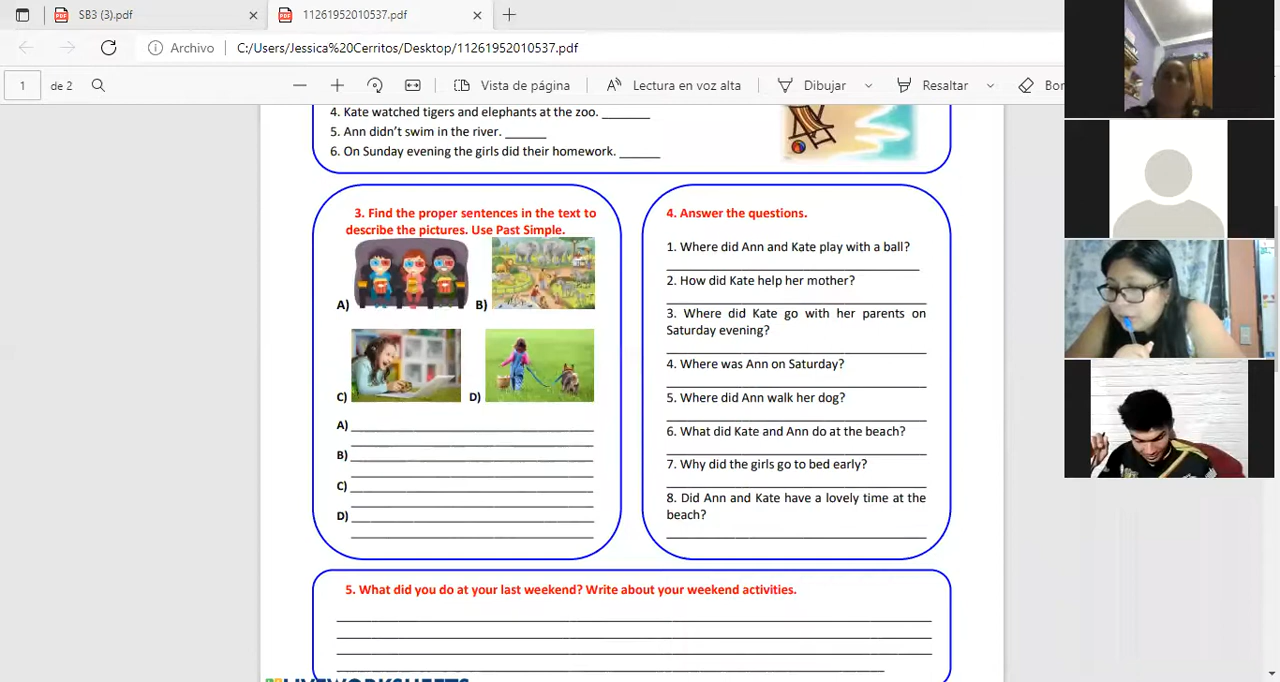 SB3 (3).pdf
11261952010537.pdf
Archivo
C:/Users/Jessica%20Cerritos/Desktop/11261952010537.pdf
1 de 2
Vista de página
Lectura en voz alta
Dibujar
Resaltar
Bor
4. Kate watched tigers and elephants at the zoo. _______
5. Ann didn't swim in the river. ______
6. On Sunday evening the girls did their homework. ______
3. Find the proper sentences in the text to
describe the pictures. Use Past Simple.
A)
B)
C)
D)
A)
B)
C)
D)
4. Answer the questions.
1. Where did Ann and Kate play with a ball?
2. How did Kate help her mother?
3. Where did Kate go with her parents on
Saturday evening?
4. Where was Ann on Saturday?
5. Where did Ann walk her dog?
6. What did Kate and Ann do at the beach?
7. Why did the girls go to bed early?
8. Did Ann and Kate have a lovely time at the
beach?
5. What did you do at your last weekend? Write about your weekend activities.
LIVEWORKSHEETS